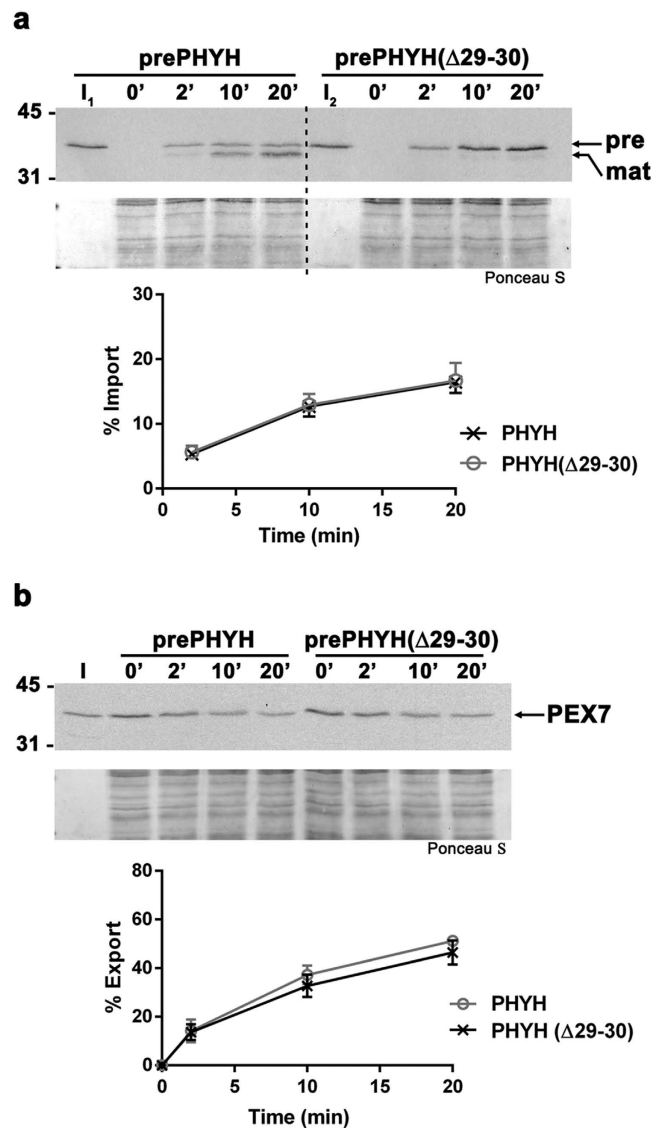 a
prePHYH prePHYH(Δ29-30)
I₁ 0’ 2’ 10’ 20’ I₂ 0’ 2’ 10’ 20’
45
pre
mat
31
Ponceau S
30
20
10
0
% Import
PHYH
PHYH(Δ29-30)
0 5 10 15 20
Time (min)
b
prePHYH prePHYH(Δ29-30)
I 0’ 2’ 10’ 20’ 0’ 2’ 10’ 20’
45
PEX7
31
Ponceau S
80
60
40
20
0
% Export
PHYH
PHYH (Δ29-30)
0 5 10 15 20
Time (min)